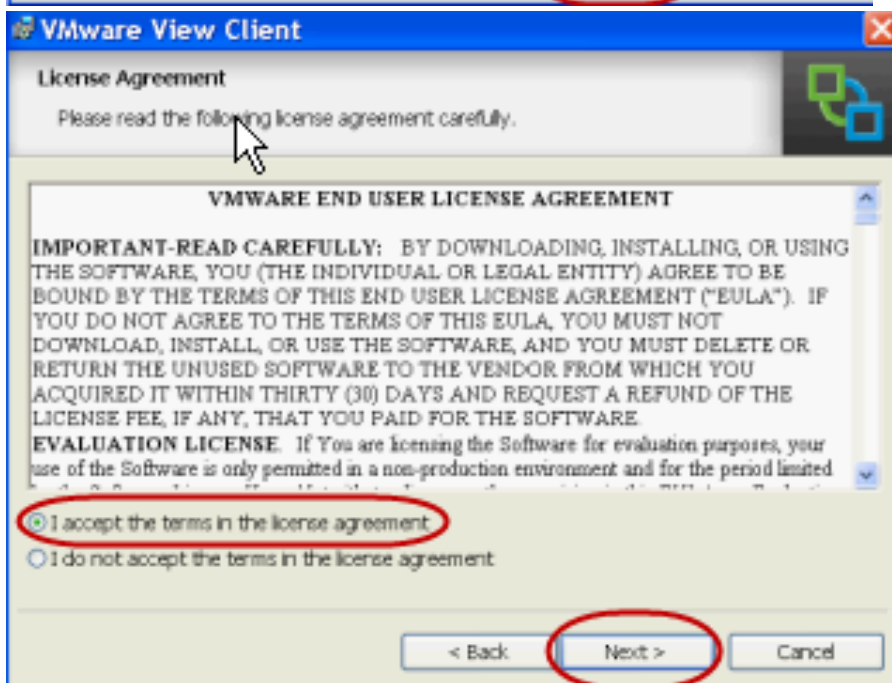 VMware View Client
License Agreement
Please read the following license agreement carefully.
VMWARE END USER LICENSE AGREEMENT
IMPORTANT-READ CAREFULLY: BY DOWNLOADING, INSTALLING, OR USING
THE SOFTWARE, YOU (THE INDIVIDUAL OR LEGAL ENTITY) AGREE TO BE
BOUND BY THE TERMS OF THIS END USER LICENSE AGREEMENT ("EULA"). IF
YOU DO NOT AGREE TO THE TERMS OF THIS EULA, YOU MUST NOT
DOWNLOAD, INSTALL, OR USE THE SOFTWARE, AND YOU MUST DELETE OR
RETURN THE UNUSED SOFTWARE TO THE VENDOR FROM WHICH YOU
ACQUIRED IT WITHIN THIRTY (30) DAYS AND REQUEST A REFUND OF THE
LICENSE FEE, IF ANY, THAT YOU PAID FOR THE SOFTWARE.
EVALUATION LICENSE. If You are licensing the Software for evaluation purposes, your
use of the Software is only permitted in a non-production environment and for the period limited
I accept the terms in the license agreement
I do not accept the terms in the license agreement
< Back
Next >
Cancel